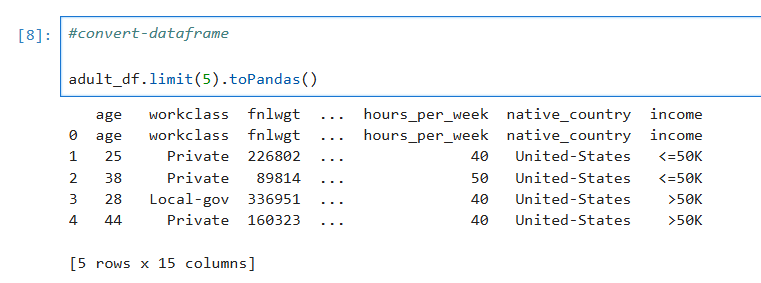 [8]: #convert-dataframe
adult_df.limit(5).toPandas()
age workclass fnlwgt ... hours_per_week native_country income
0 age workclass fnlwgt ... hours_per_week native_country income
1 25 Private 226802 ... 40 United-States <=50K
2 38 Private 89814 ... 50 United-States <=50K
3 28 Local-gov 336951 ... 40 United-States >50K
4 44 Private 160323 ... 40 United-States >50K
[5 rows x 15 columns]